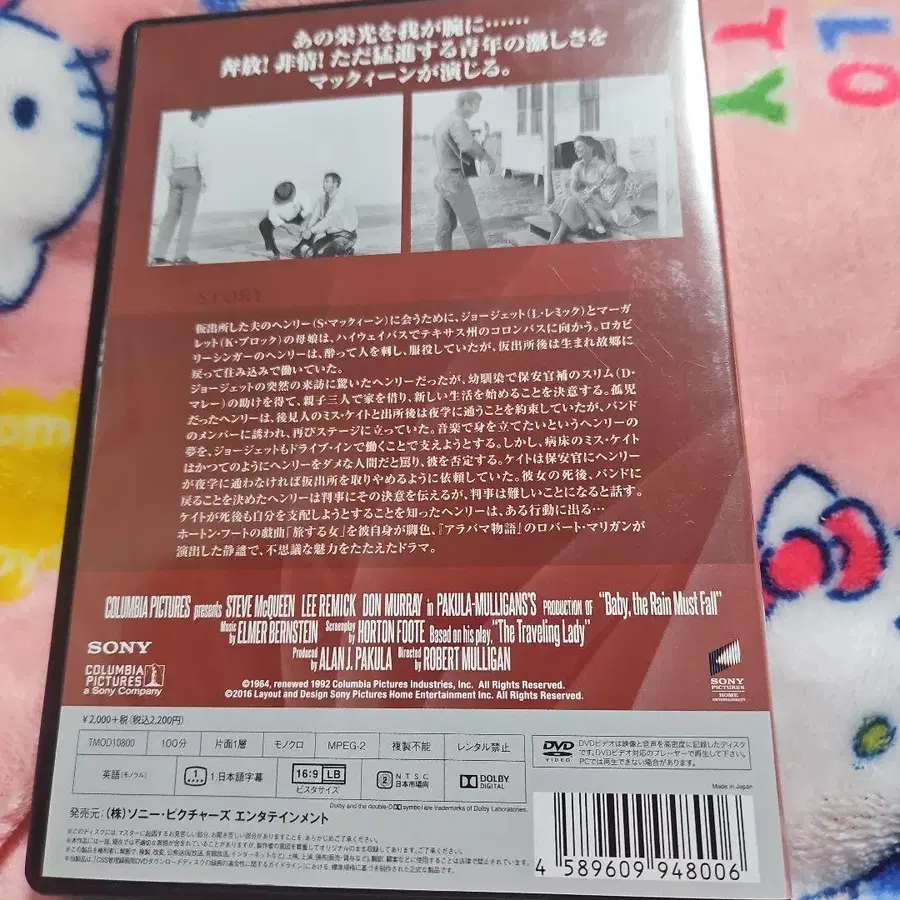 あの栄光を我が腕に……
奔放！非情！ただ猛進する青年の激しさを
マックィーンが演じる。
STORY
仮出所した夫のヘンリー（S・マックィーン）に会うために、ジョージェット（L・レミック）とマーガ
レット（K・ブロック）の母娘は、ハイウェイバスでテキサス州のコロンバスに向かう。ロカビ
リーシンガーのヘンリーは、酔って人を刺し、服役していたが、仮出所後は生まれ故郷に
戻って住み込みで働いていた。
ジョージェットの突然の来訪に驚いたヘンリーだったが、幼馴染で保安官補のスリム（D・
マレー）の助けを得て、親子三人で家を借り、新しい生活を始めることを決意する。孤児
だったヘンリーは、後見人のミス・ケイトと出所後は夜学に通うことを約束していたが、バンド
のメンバーに誘われ、再びステージに立っていた。音楽で身を立てたいというヘンリーの
夢を、ジョージェットもドライブ・インで働くことで支えようとする。しかし、病床のミス・ケイト
はかつてのようにヘンリーをダメな人間だと罵り、彼を否定する。ケイトは保安官にヘンリー
が夜学に通わなければ仮出所を取りやめるように依頼していた。彼女の死後、バンドに
戻ることを決めたヘンリーは判事にその決意を伝えるが、判事は難しいことになると話す。
ケイトが死後も自分を支配しようとすることを知ったヘンリーは、ある行動に出る…
ホートン・フートの戯曲「旅する女」を彼自身が脚色、『アラバマ物語』のロバート・マリガンが
演出した静謐で、不思議な魅力をたたえたドラマ。
COLUMBIA PICTURES presents STEVE McQUEEN LEE REMICK DON MURRAY in PAKULA-MULLIGANS'S PRODUCTION OF "Baby, the Rain Must Fall"
Music by ELMER BERNSTEIN Screenplay by HORTON FOOTE Based on his play, "The Traveling Lady"
Produced by ALAN J. PAKULA Directed by ROBERT MULLIGAN
SONY
COLUMBIA
PICTURES
a Sony Company
SONY
PICTURES
HOME
ENTERTAINMENT
©1964, renewed 1992 Columbia Pictures Industries, Inc. All Rights Reserved.
©2016 Layout and Design Sony Pictures Home Entertainment Inc. All Rights Reserved.
￥2,000+税（税込2,200円）
TMOD10800 100分 片面1層 モノクロ MPEG-2 複製不能 レンタル禁止
英語（モノラル） 1 1.日本語字幕 16:9 LB ビスタサイズ 2 NTSC 日本市場向 DOLBY DIGITAL
DVD VIDEO
DVDビデオは映像と音声を高密度に記録したディスク
です。DVDビデオ対応のプレーヤーで再生して下さい。
PCでは再生できない場合があります。
Dolby and the double-D symbol are trademarks of Dolby Laboratories.
Made in Japan
発売元：（株）ソニー・ピクチャーズ エンタテインメント
4 589609 948006
LO
TY